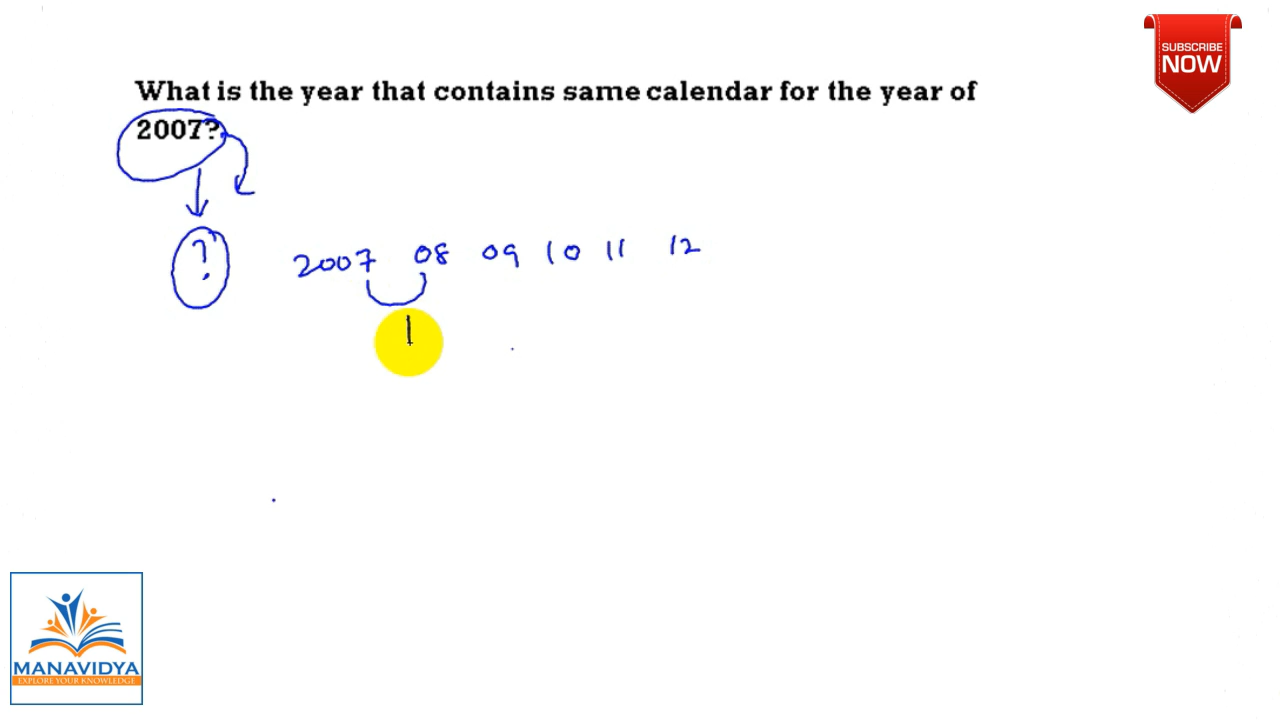 SUBSCRIBE
NOW
What is the year that contains same calendar for the year of
2007?
?
2007 08 09 10 11 12
1
MANAVIDYA
EXPLORE YOUR KNOWLEDGE